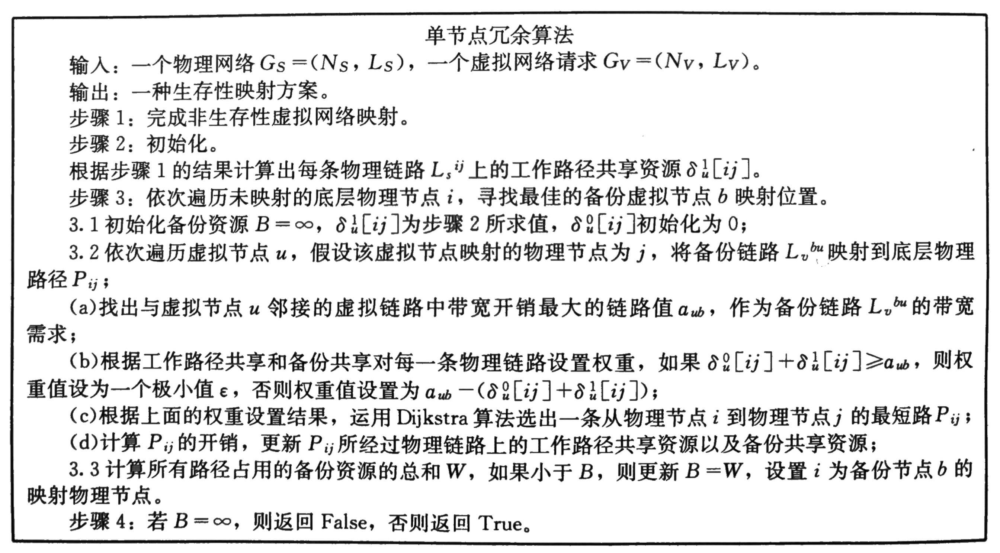 单节点冗余算法
输入：一个物理网络 G_S=(N_S, L_S)，一个虚拟网络请求 G_V=(N_V, L_V)。
输出：一种生存性映射方案。
步骤 1：完成非生存性虚拟网络映射。
步骤 2：初始化。
根据步骤 1 的结果计算出每条物理链路 L_s^{ij} 上的工作路径共享资源 δ_u^1[ij]。
步骤 3：依次遍历未映射的底层物理节点 i，寻找最佳的备份虚拟节点 b 映射位置。
3.1 初始化备份资源 B=∞，δ_u^1[ij]为步骤 2 所求值，δ_u^0[ij]初始化为 0；
3.2 依次遍历虚拟节点 u，假设该虚拟节点映射的物理节点为 j，将备份链路 L_v^{bu} 映射到底层物理
路径 P_{ij}；
(a)找出与虚拟节点 u 邻接的虚拟链路中带宽开销最大的链路值 a_{ub}，作为备份链路 L_v^{bu} 的带宽
需求；
(b)根据工作路径共享和备份共享对每一条物理链路设置权重，如果 δ_u^0[ij]+δ_u^1[ij]≥a_{ub}，则权
重值设为一个极小值 ε，否则权重值设置为 a_{ub}-(δ_u^0[ij]+δ_u^1[ij])；
(c)根据上面的权重设置结果，运用 Dijkstra 算法选出一条从物理节点 i 到物理节点 j 的最短路 P_{ij}；
(d)计算 P_{ij} 的开销，更新 P_{ij} 所经过物理链路上的工作路径共享资源以及备份共享资源；
3.3 计算所有路径占用的备份资源的总和 W，如果小于 B，则更新 B=W，设置 i 为备份节点 b 的
映射物理节点。
步骤 4：若 B=∞，则返回 False，否则返回 True。